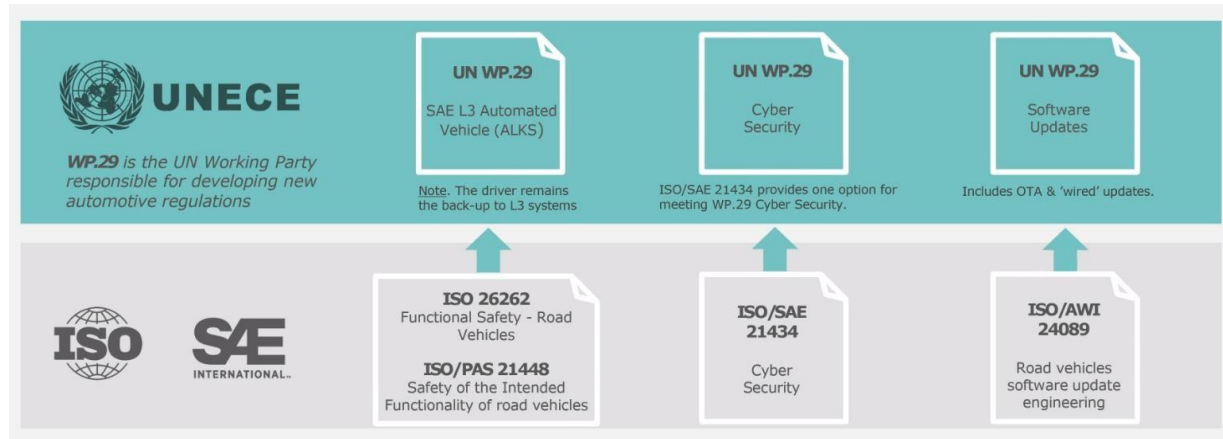 UNECE
WP.29 is the UN Working Party
responsible for developing new
automotive regulations
UN WP.29
SAE L3 Automated
Vehicle (ALKS)
Note. The driver remains
the back-up to L3 systems
UN WP.29
Cyber
Security
ISO/SAE 21434 provides one option for
meeting WP.29 Cyber Security.
UN WP.29
Software
Updates
Includes OTA & 'wired' updates.
ISO
SAE
INTERNATIONAL™
ISO 26262
Functional Safety - Road
Vehicles
ISO/PAS 21448
Safety of the Intended
Functionality of road vehicles
ISO/SAE
21434
Cyber
Security
ISO/AWI
24089
Road vehicles
software update
engineering